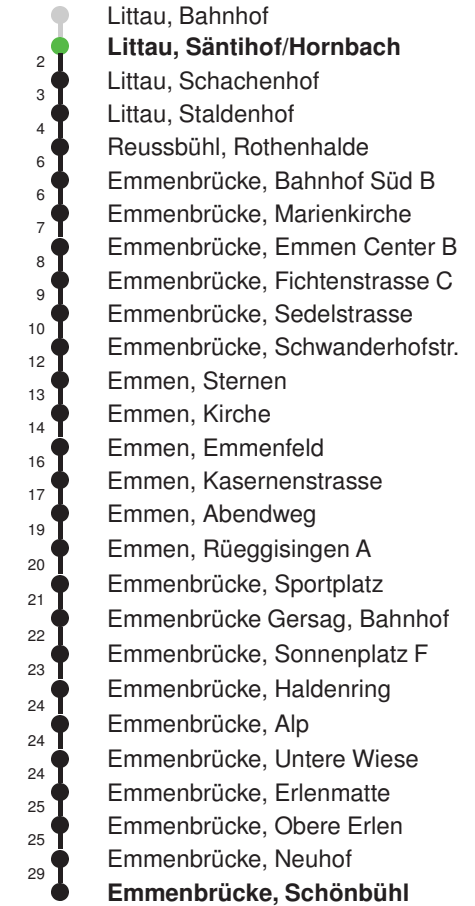 Littau, Bahnhof
Littau, Säntihof/Hornbach
2
Littau, Schachenhof
3
Littau, Staldenhof
4
Reussbühl, Rothenhalde
6
Emmenbrücke, Bahnhof Süd B
6
Emmenbrücke, Marienkirche
7
Emmenbrücke, Emmen Center B
8
Emmenbrücke, Fichtenstrasse C
9
Emmenbrücke, Sedelstrasse
10
Emmenbrücke, Schwanderhofstr.
12
Emmen, Sternen
13
Emmen, Kirche
14
Emmen, Emmenfeld
16
Emmen, Kasernenstrasse
17
Emmen, Abendweg
19
Emmen, Rüeggisingen A
20
Emmenbrücke, Sportplatz
21
Emmenbrücke Gersag, Bahnhof
22
Emmenbrücke, Sonnenplatz F
23
Emmenbrücke, Haldenring
24
Emmenbrücke, Alp
24
Emmenbrücke, Untere Wiese
24
Emmenbrücke, Erlenmatte
25
Emmenbrücke, Obere Erlen
25
Emmenbrücke, Neuhof
29
Emmenbrücke, Schönbühl